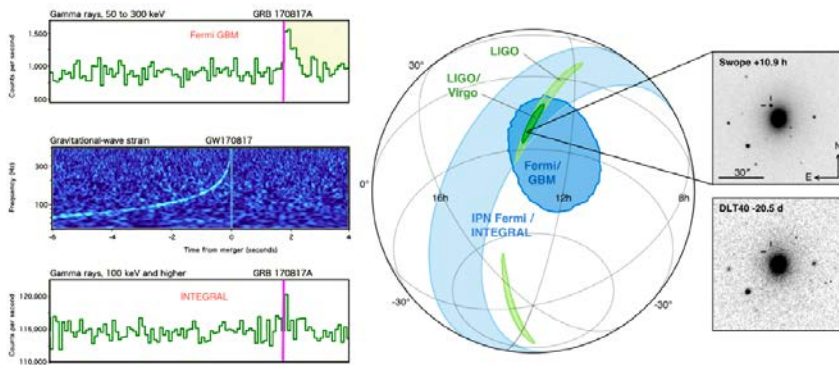 Gamma rays, 50 to 300 keV GRB 170817A
Fermi GBM
Counts per second
1,500
1,000
500
Gravitational-wave strain GW170817
Frequency (Hz)
400
100
-6 -4 -2 0 2 4
Time from merger (seconds)
Gamma rays, 100 keV and higher GRB 170817A
INTEGRAL
Counts per second
120,000
115,000
110,000
30°
LIGO
30°
LIGO/
Virgo
Fermi/
GBM
0°
16h
12h
8h
IPN Fermi /
INTEGRAL
-30°
-30°
Swope +10.9 h
30"
N
E
DLT40 -20.5 d